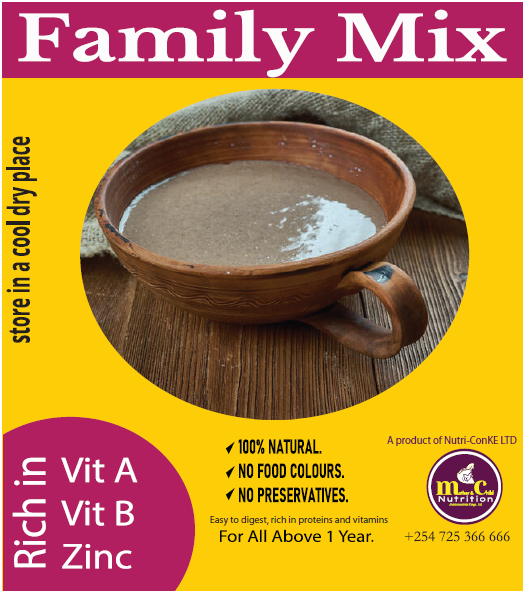 Family Mix
store in a cool dry place
Rich in
Vit A
Vit B
Zinc
100% NATURAL.
NO FOOD COLOURS.
NO PRESERVATIVES.
Easy to digest, rich in proteins and vitamins
For All Above 1 Year.
A product of Nutri-ConKE LTD
Mother & Child
Nutrition
+254 725 366 666